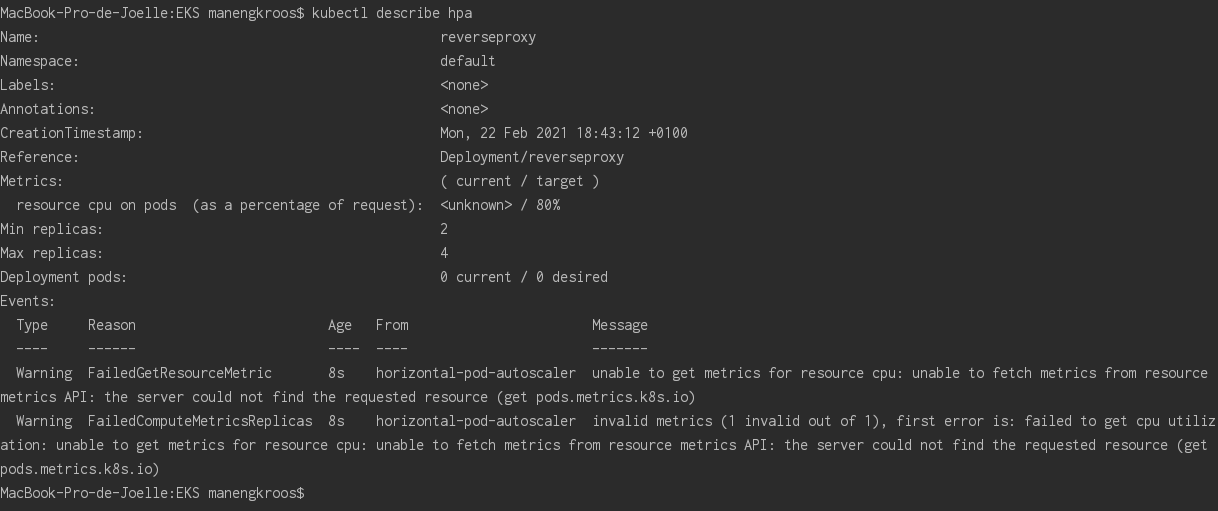 MacBook-Pro-de-Joelle:EKS manengkroos$ kubectl describe hpa
Name:                                                  reverseproxy
Namespace:                                             default
Labels:                                                <none>
Annotations:                                           <none>
CreationTimestamp:                                     Mon, 22 Feb 2021 18:43:12 +0100
Reference:                                             Deployment/reverseproxy
Metrics:                                               ( current / target )
  resource cpu on pods  (as a percentage of request):  <unknown> / 80%
Min replicas:                                          2
Max replicas:                                          4
Deployment pods:                                       0 current / 0 desired
Events:
  Type     Reason                        Age   From                       Message
  ----     ------                        ----  ----                       -------
  Warning  FailedGetResourceMetric       8s    horizontal-pod-autoscaler  unable to get metrics for resource cpu: unable to fetch metrics from resource
metrics API: the server could not find the requested resource (get pods.metrics.k8s.io)
  Warning  FailedComputeMetricsReplicas  8s    horizontal-pod-autoscaler  invalid metrics (1 invalid out of 1), first error is: failed to get cpu utiliz
ation: unable to get metrics for resource cpu: unable to fetch metrics from resource metrics API: the server could not find the requested resource (get
pods.metrics.k8s.io)
MacBook-Pro-de-Joelle:EKS manengkroos$